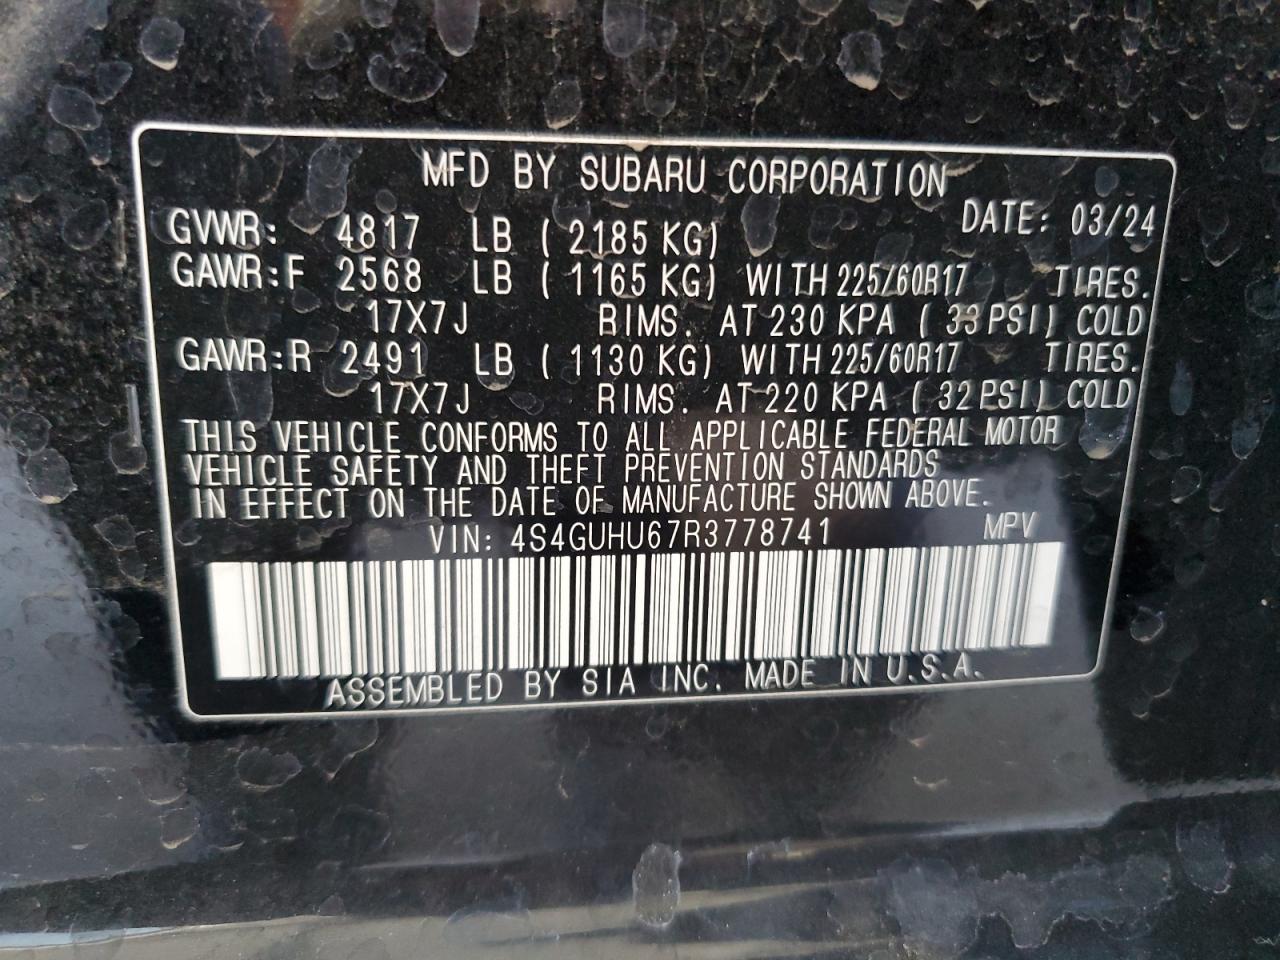 MFD BY SUBARU CORPORATION
DATE: 03/24
GVWR: 4817 LB ( 2185 KG)
GAWR:F 2568 LB ( 1165 KG) WITH 225/60R17 TIRES.
17X7J RIMS. AT 230 KPA ( 33 PSI) COLD
GAWR:R 2491 LB ( 1130 KG) WITH 225/60R17 TIRES.
17X7J RIMS. AT 220 KPA ( 32 PSI) COLD
THIS VEHICLE CONFORMS TO ALL APPLICABLE FEDERAL MOTOR
VEHICLE SAFETY AND THEFT PREVENTION STANDARDS
IN EFFECT ON THE DATE OF MANUFACTURE SHOWN ABOVE.
VIN: 4S4GUHU67R3778741 MPV
ASSEMBLED BY SIA INC. MADE IN U.S.A.